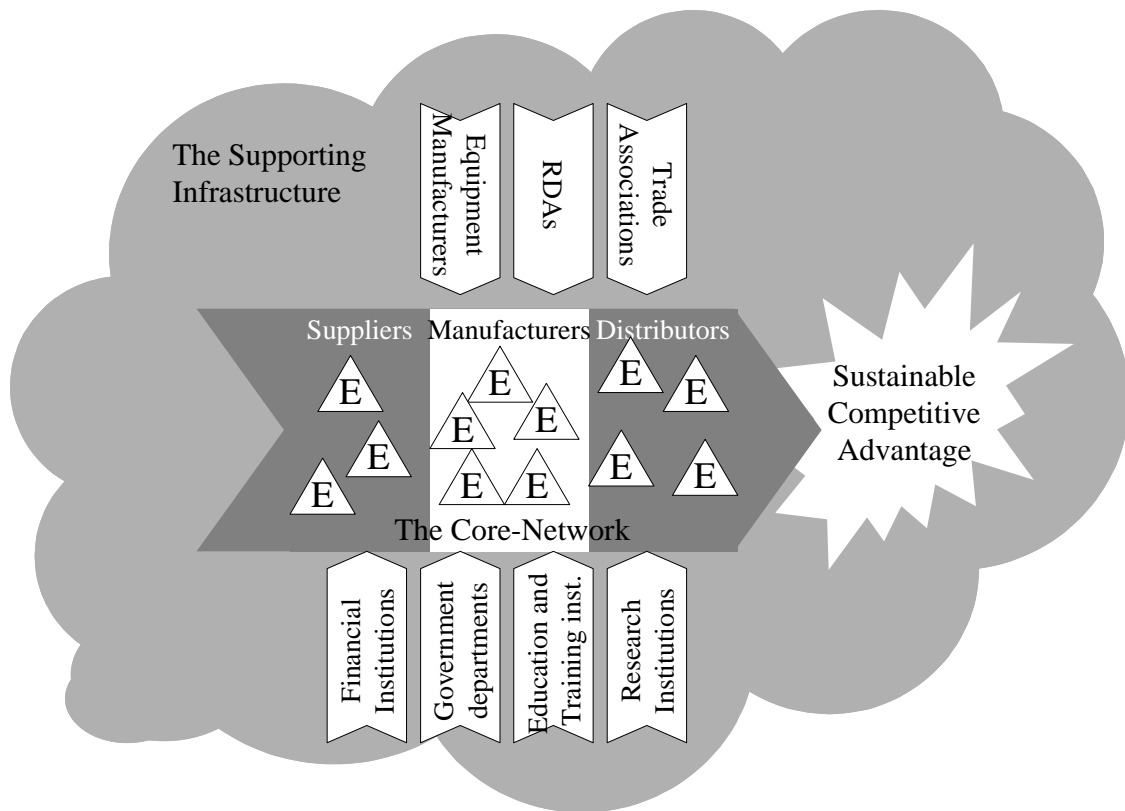 The Supporting
Infrastructure
Equipment
Manufacturers
RDAs
Trade
Associations
Suppliers
Manufacturers
Distributors
E
E
E
E
E
E
E
E
E
E
E
E
The Core-Network
Sustainable
Competitive
Advantage
Financial
Institutions
Government
departments
Education and
Training inst.
Research
Institutions